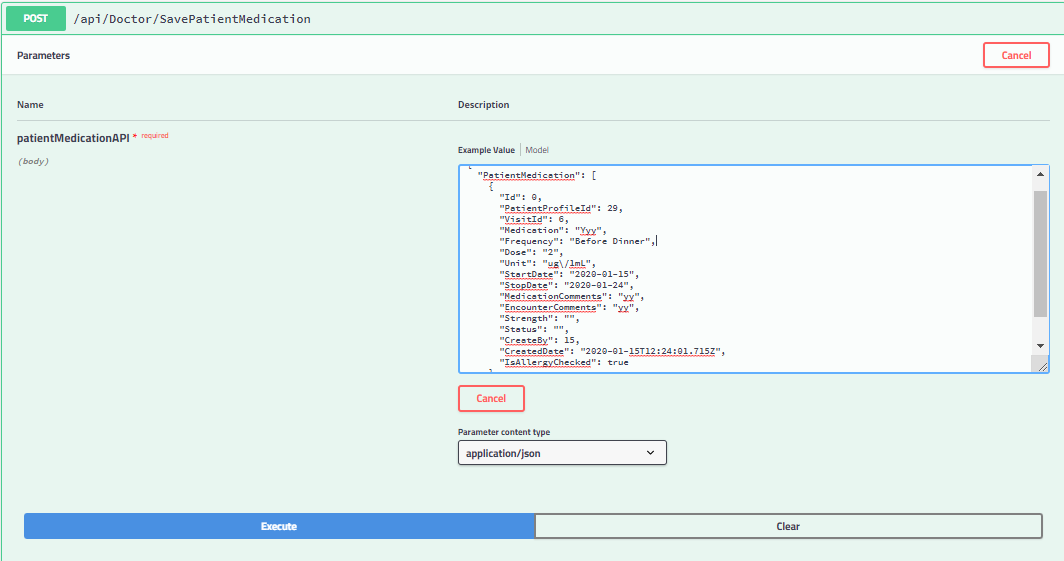 POST /api/Doctor/SavePatientMedication
Parameters
Cancel
Name
Description
patientMedicationAPI * required
(body)
Example Value | Model
"PatientMedication": [
{
"Id": 0,
"PatientProfileId": 29,
"VisitId": 6,
"Medication": "Yyy",
"Frequency": "Before Dinner",
"Dose": "2",
"Unit": "ug\/1mL",
"StartDate": "2020-01-15",
"StopDate": "2020-01-24",
"MedicationComments": "yy",
"EncounterComments": "yy",
"Strength": "",
"Status": "",
"CreateBy": 15,
"CreatedDate": "2020-01-15T12:24:01.715Z",
"IsAllergyChecked": true
Cancel
Parameter content type
application/json
Execute
Clear